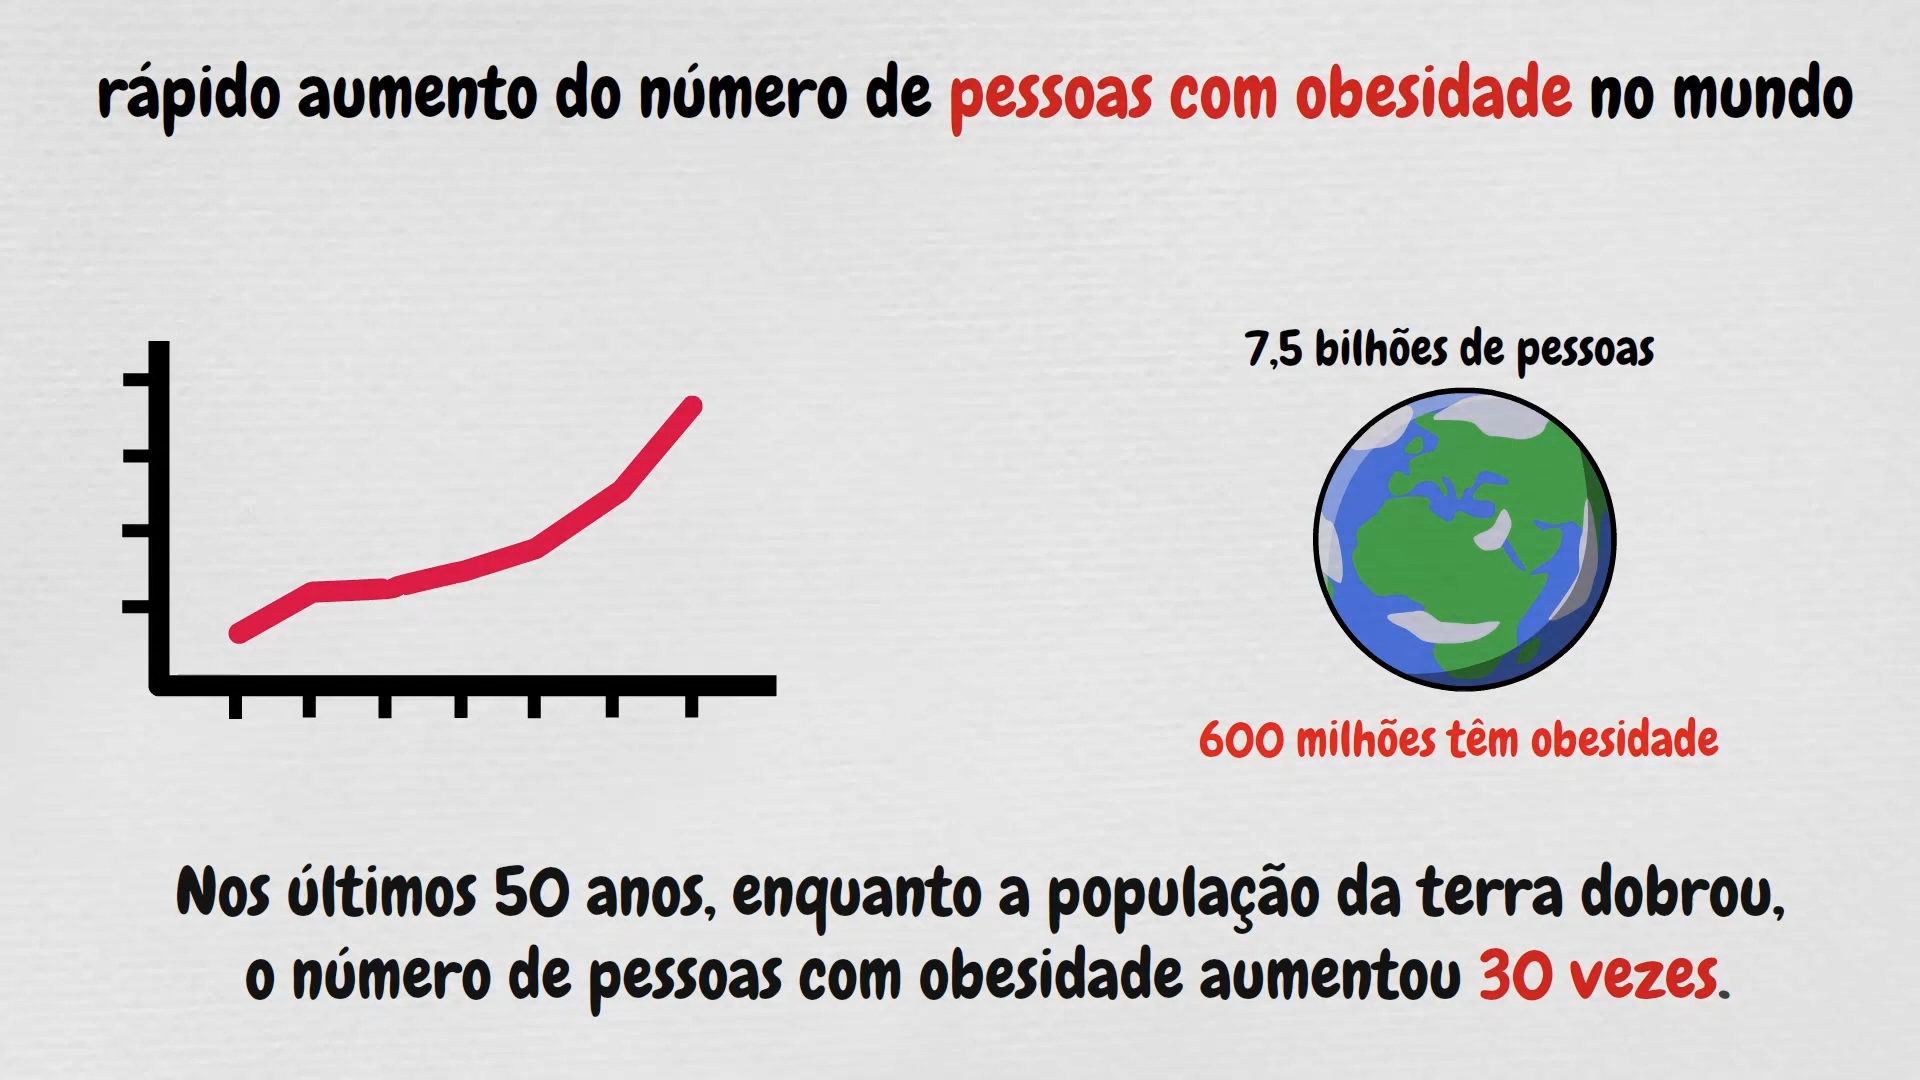 rápido aumento do número de pessoas com obesidade no mundo
7,5 bilhões de pessoas
600 milhões têm obesidade
Nos últimos 50 anos, enquanto a população da terra dobrou,
o número de pessoas com obesidade aumentou 30 vezes.